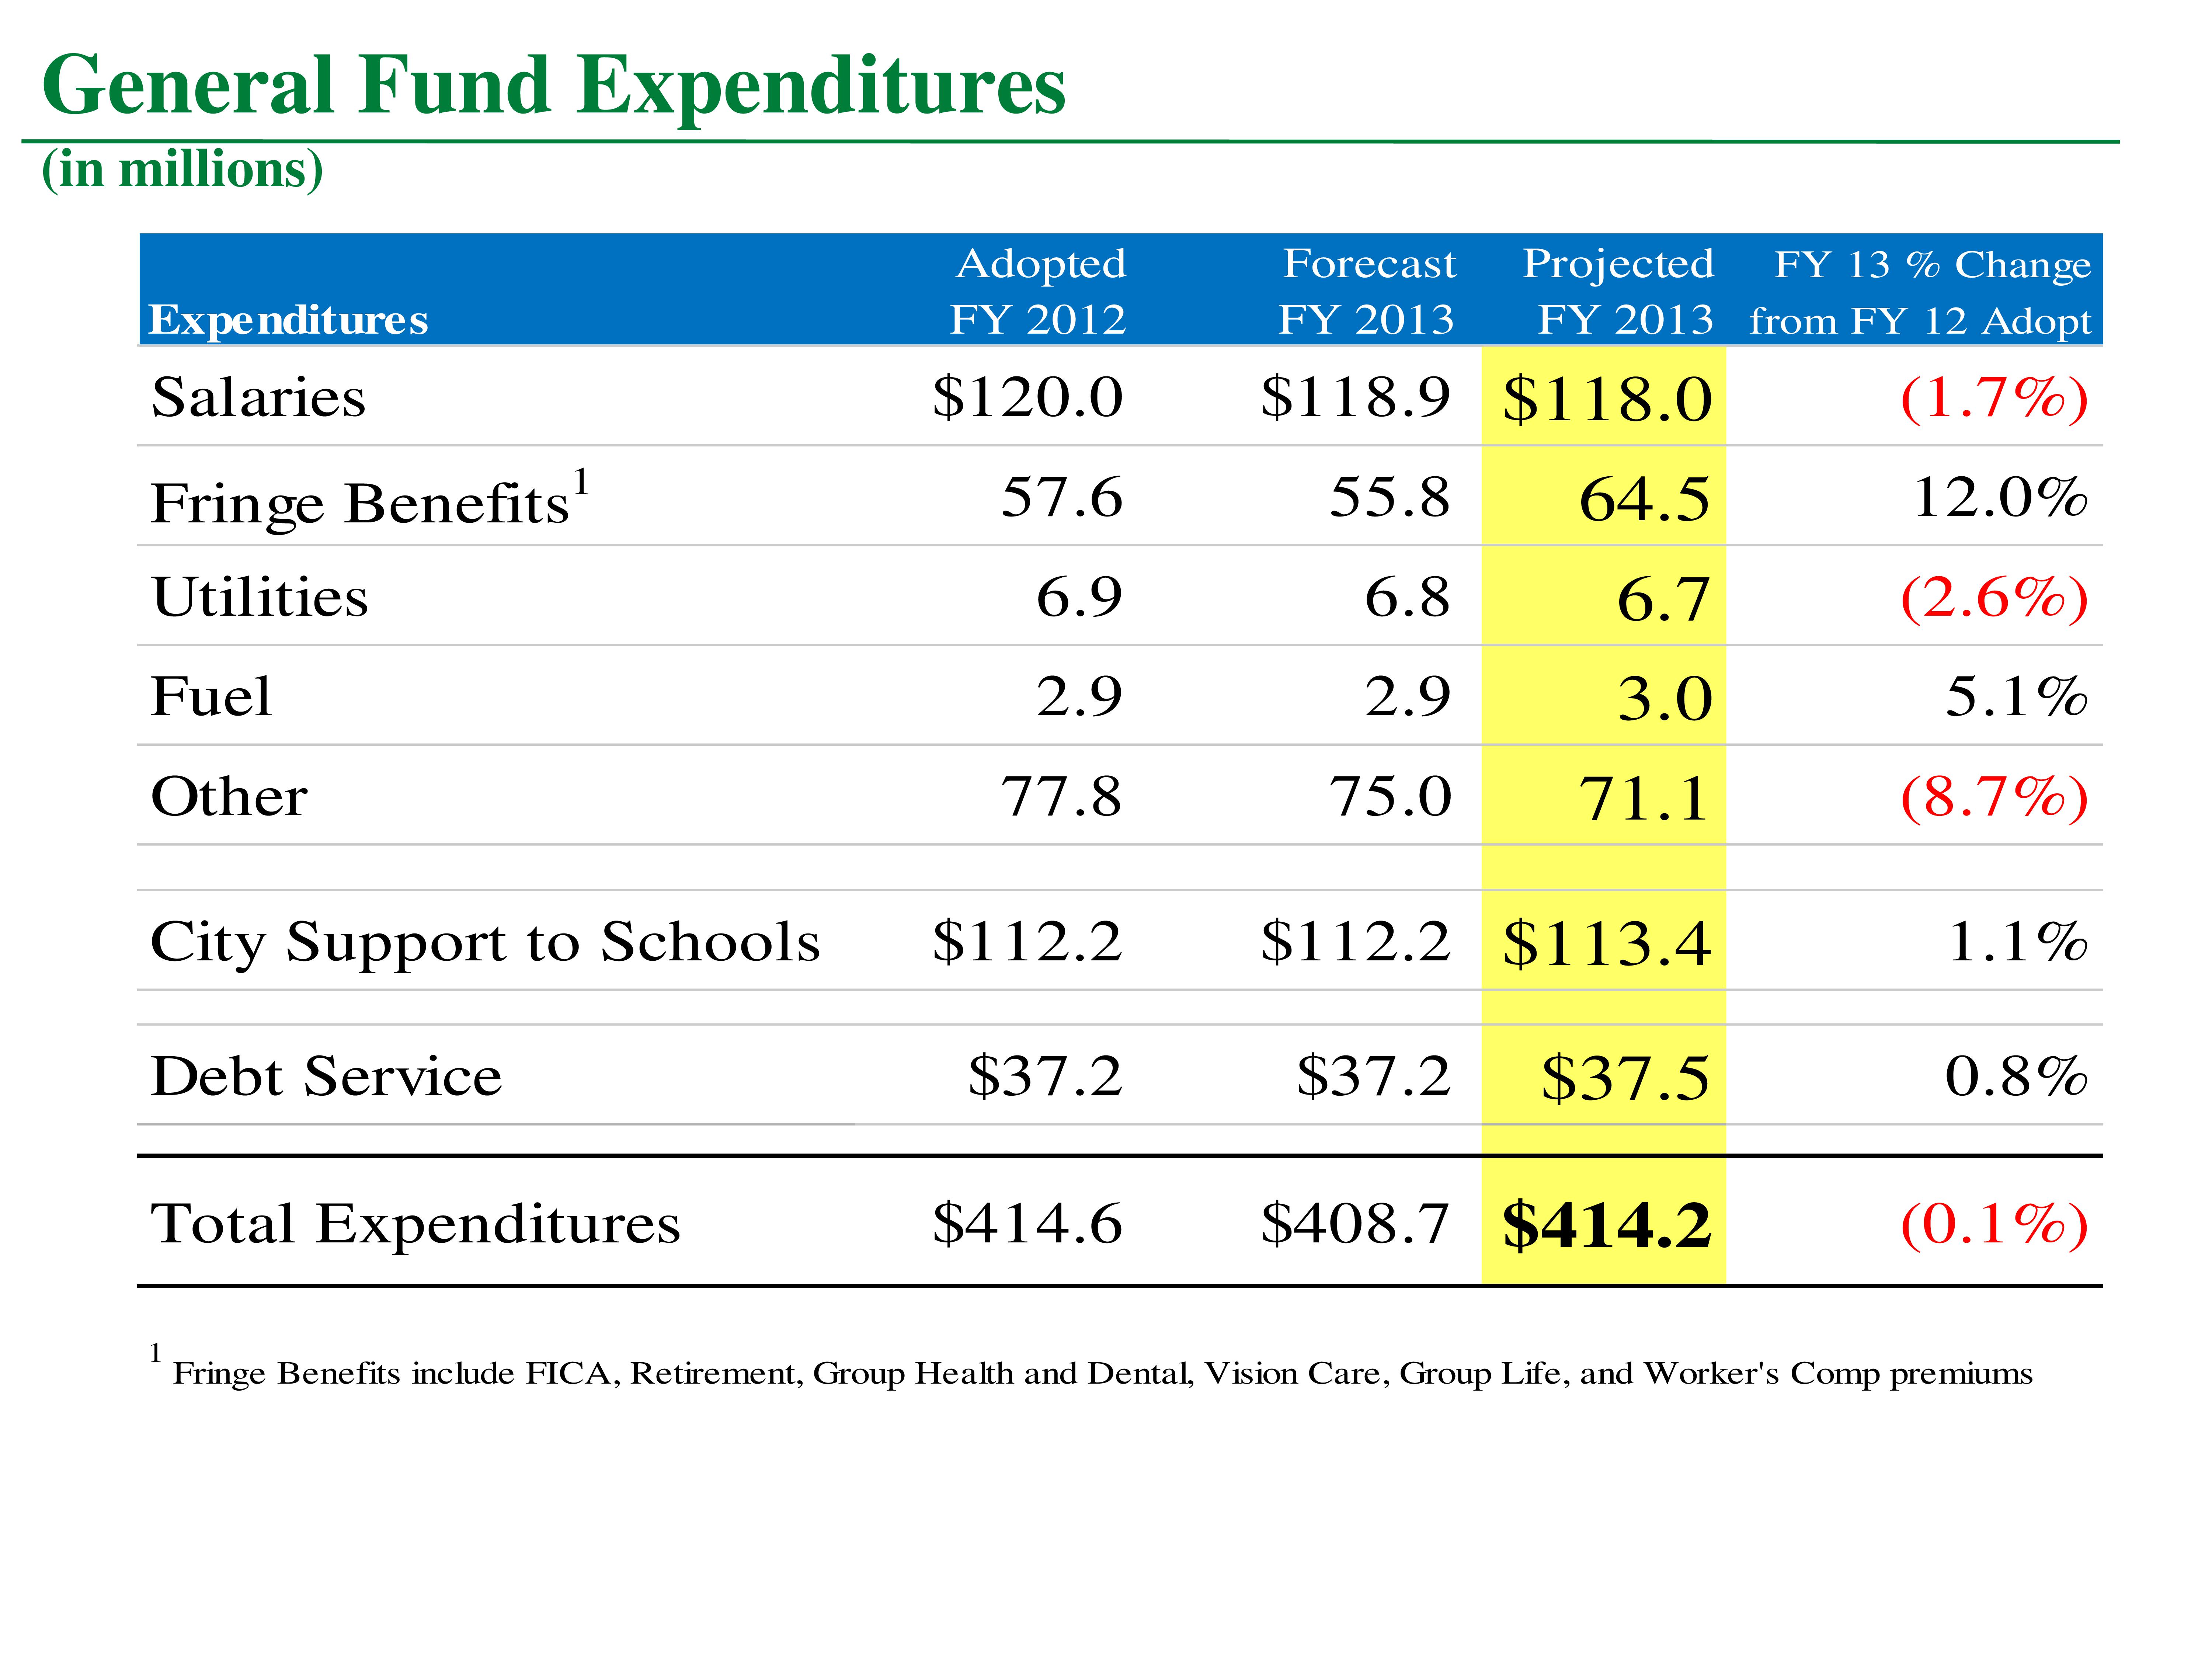 General Fund Expenditures
(in millions)
Adopted Forecast Projected FY 13 % Change
Expenditures FY 2012 FY 2013 FY 2013 from FY 12 Adopt
Salaries $120.0 $118.9 $118.0 (1.7%)
Fringe Benefits1 57.6 55.8 64.5 12.0%
Utilities 6.9 6.8 6.7 (2.6%)
Fuel 2.9 2.9 3.0 5.1%
Other 77.8 75.0 71.1 (8.7%)
City Support to Schools $112.2 $112.2 $113.4 1.1%
Debt Service $37.2 $37.2 $37.5 0.8%
Total Expenditures $414.6 $408.7 $414.2 (0.1%)
1 Fringe Benefits include FICA, Retirement, Group Health and Dental, Vision Care, Group Life, and Worker's Comp premiums